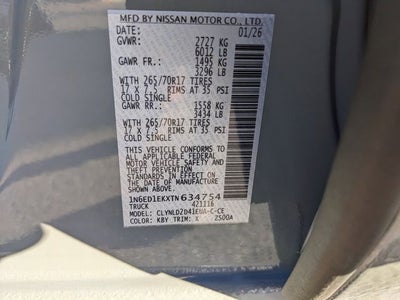 MFD BY NISSAN MOTOR CO., LTD.
DATE: 01/26
GVWR: 2727 KG
6012 LB
GAWR FR.: 1495 KG
3296 LB
WITH 265/70R17 TIRES
17 X 7.5 RIMS AT 35 PSI
COLD SINGLE
GAWR RR.: 1558 KG
3434 LB
WITH 265/70R17 TIRES
17 X 7.5 RIMS AT 35 PSI
COLD SINGLE
THIS VEHICLE CONFORMS TO
ALL APPLICABLE FEDERAL
MOTOR VEHICLE SAFETY
STANDARDS IN EFFECT ON THE
DATE OF MANUFACTURE
SHOWN ABOVE.
1N6ED1EKXTN634754
TRUCK 421116
MODEL:
COLOR: KBY TRIM: X 2500A